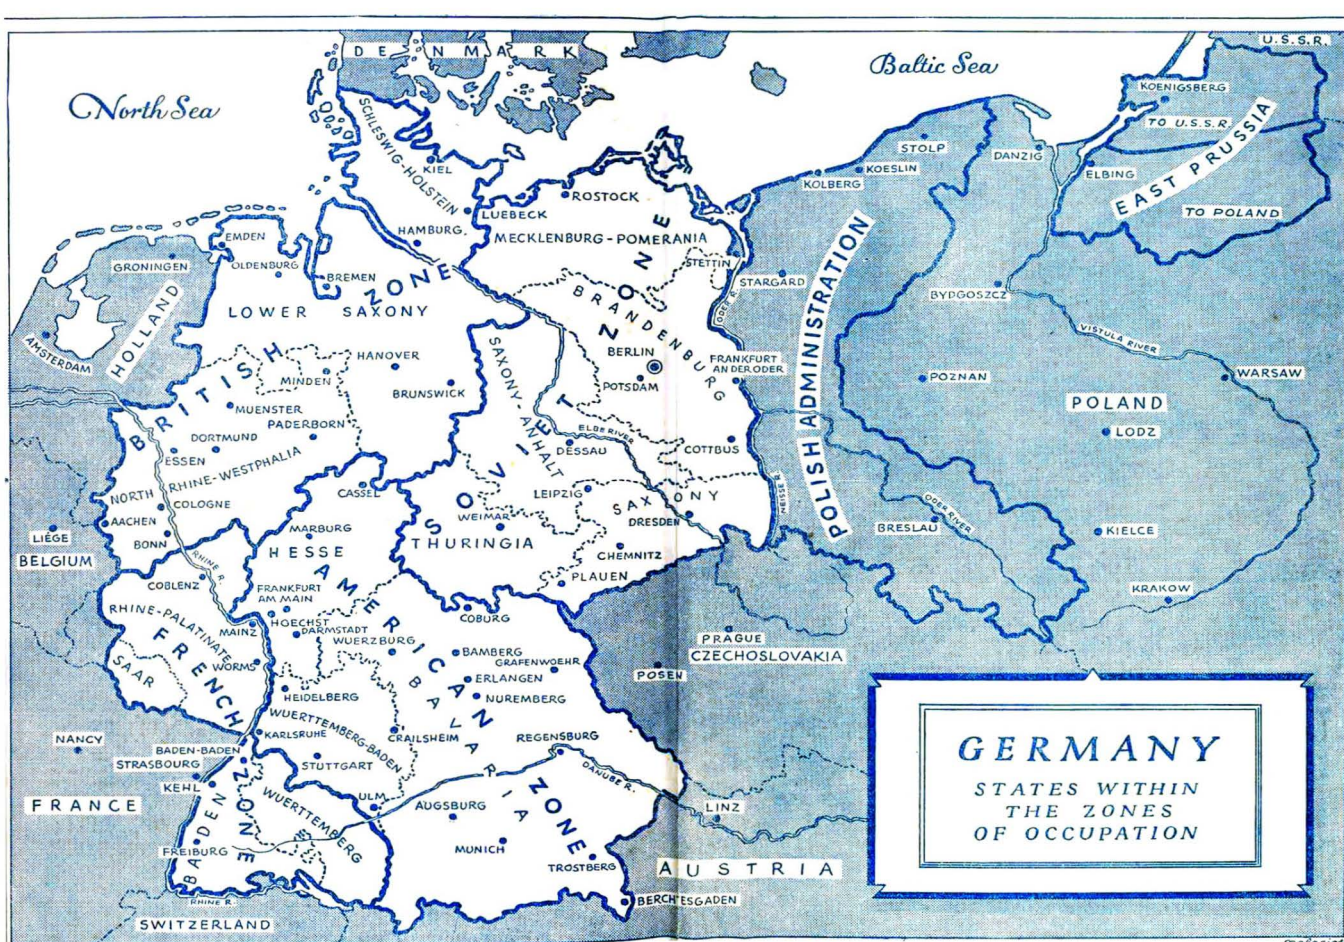 DENMARK
U.S.S.R.
North Sea
Baltic Sea
KOENIGSBERG
TO U.S.S.R.
EAST PRUSSIA
TO POLAND
SCHLESWIG-HOLSTEIN
KIEL
STOLP
DANZIG
ELBING
KOLBERG
KOESLIN
ROSTOCK
LUEBECK
HAMBURG
MECKLENBURG-POMERANIA
EMDEN
GRONINGEN
OLDENBURG
BREMEN
STETTIN
STARGARD
ODER R.
BYDGOSZCZ
HOLLAND
AMSTERDAM
LOWER SAXONY
BRITISH ZONE
BRANDENBURG
SOVIET ZONE
POLISH ADMINISTRATION
VISTULA RIVER
HANOVER
MINDEN
BRUNSWICK
SAXONY-ANHALT
BERLIN
POTSDAM
FRANKFURT
AN DER ODER
POZNAN
WARSAW
POLAND
LODZ
MUENSTER
PADERBORN
DORTMUND
ESSEN
NORTH RHINE-WESTPHALIA
COLOGNE
ELBE RIVER
DESSAU
COTTBUS
CASSEL
LEIPZIG
SAXONY
DRESDEN
NEISSE R.
BRESLAU
ODER RIVER
KIELCE
AACHEN
BONN
LIÉGE
BELGIUM
MARBURG
HESSE
WEIMAR
THURINGIA
CHEMNITZ
PLAUEN
KRAKOW
RHINE R.
COBLENZ
FRANKFURT
AM MAIN
HOECHST
DARMSTADT
WUERZBURG
COBURG
AMERICAN ZONE
RHINE-PALATINATE
MAINZ
WORMS
SAAR
FRENCH ZONE
BAMBERG
GRAFENWOEHR
ERLANGEN
NUREMBERG
BAVARIA
PRAGUE
CZECHOSLOVAKIA
POSEN
HEIDELBERG
WUERTTEMBERG-BADEN
KARLSRUHE
CRAILSHEIM
REGENSBURG
DANUBE R.
NANCY
BADEN-BADEN
STRASBOURG
KEHL
STUTTGART
FRANCE
ULM
AUGSBURG
LINZ
BADEN
WUERTTEMBERG
FREIBURG
MUNICH
TROSTBERG
AUSTRIA
BERCHTESGADEN
RHINE R.
SWITZERLAND
GERMANY
STATES WITHIN
THE ZONES
OF OCCUPATION